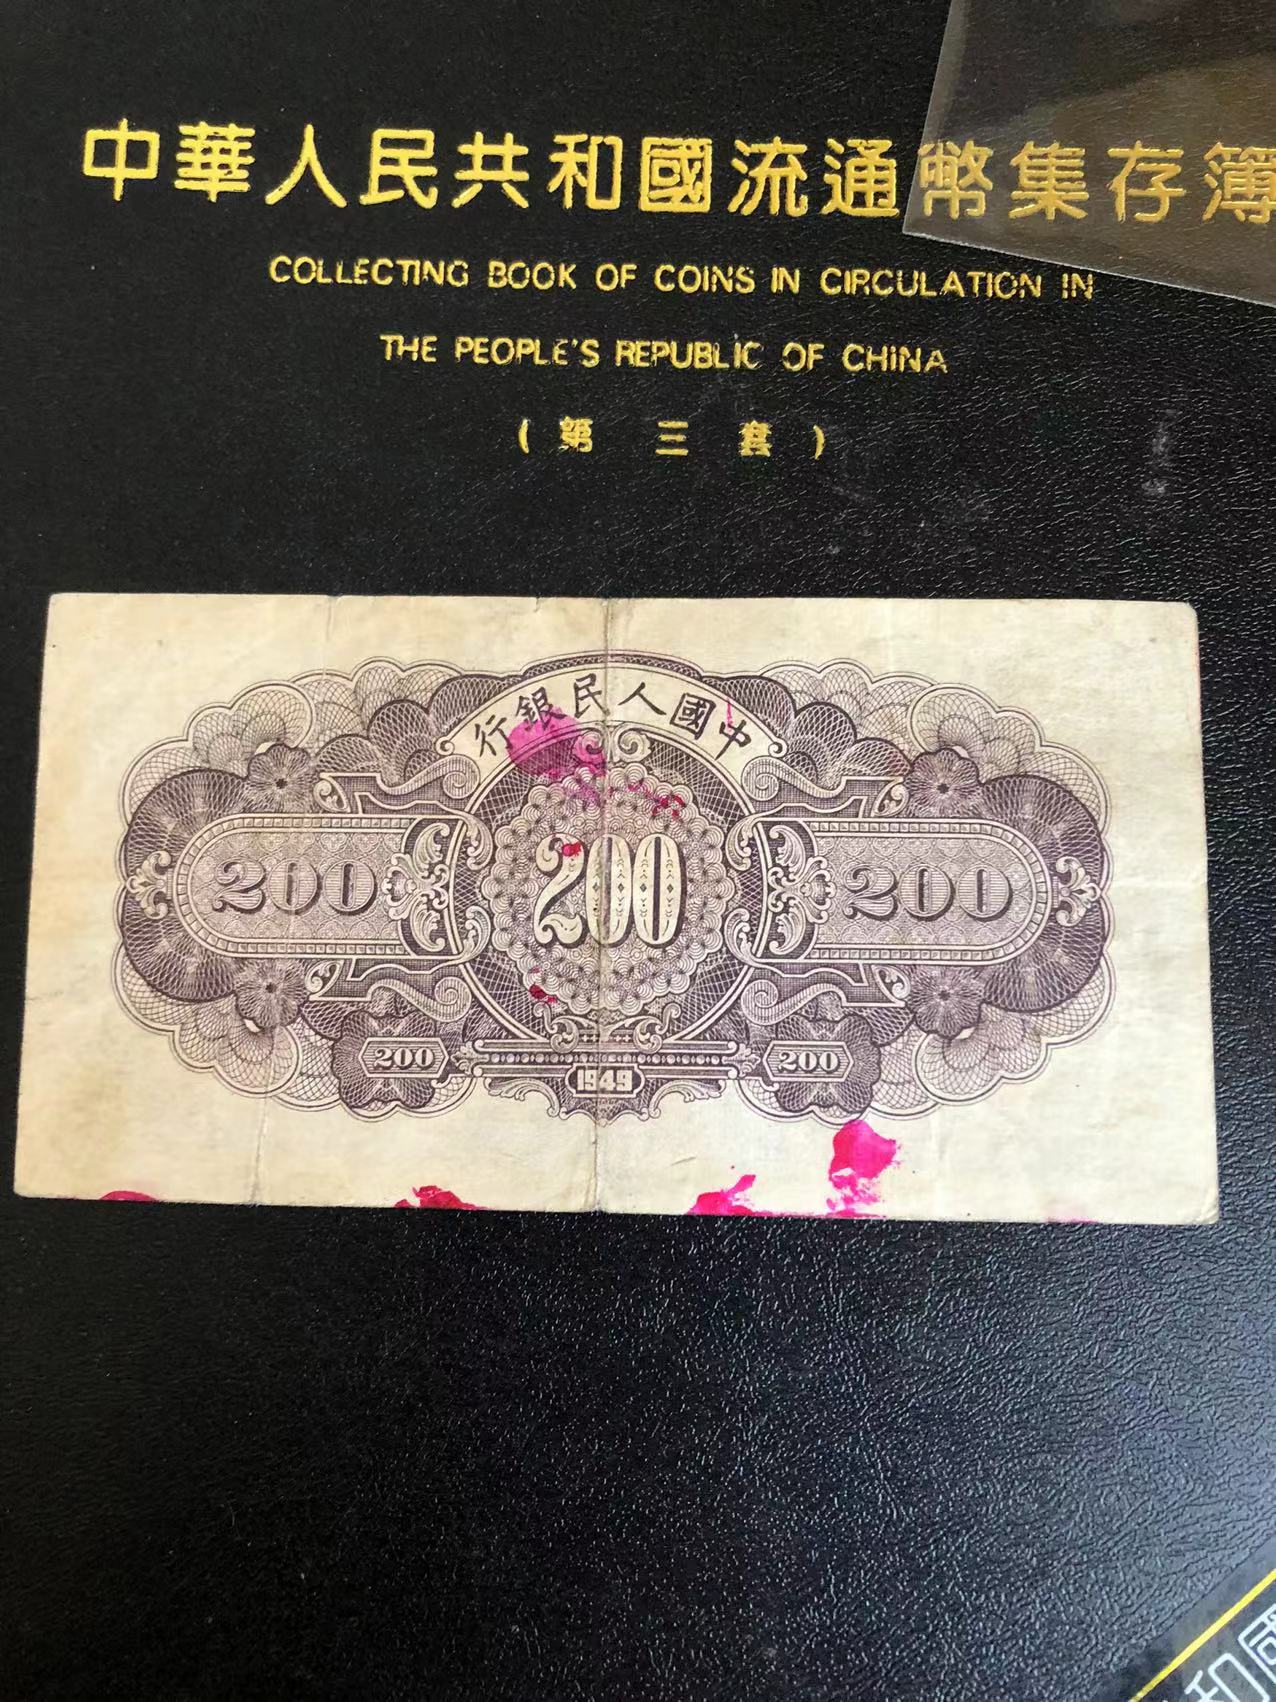 中華人民共和國流通幣集存簿
COLLECTING BOOK OF COINS IN CIRCULATION IN
THE PEOPLE'S REPUBLIC OF CHINA
(第三套)
行銀民人國中
200 200 200
200 200
1949
和國